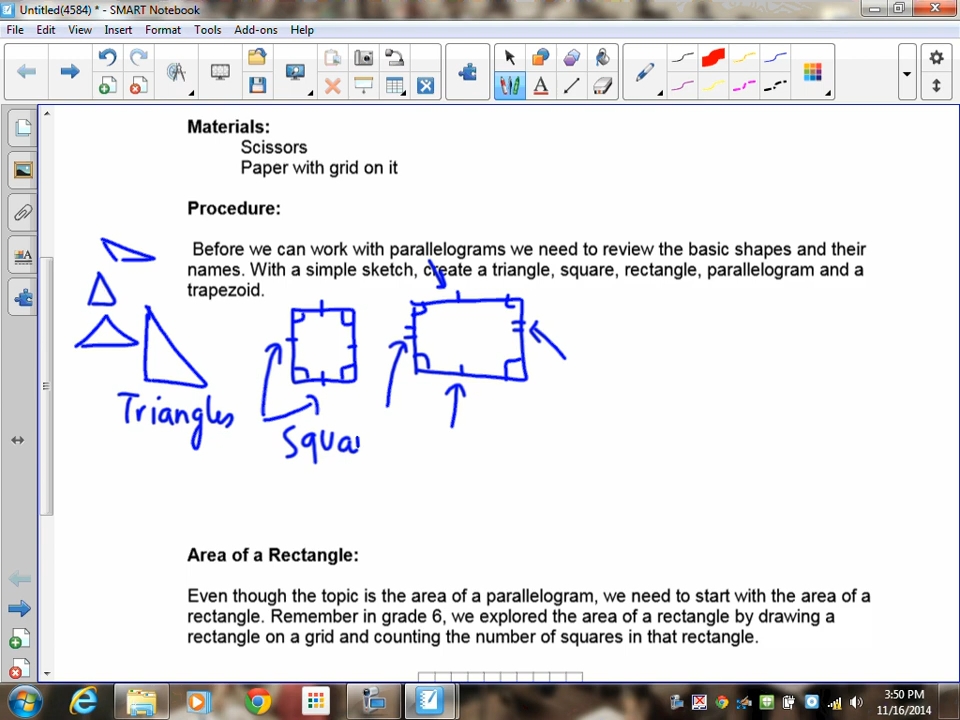 Untitled(4584) * - SMART Notebook
File Edit View Insert Format Tools Add-ons Help
Materials:
Scissors
Paper with grid on it
Procedure:
Before we can work with parallelograms we need to review the basic shapes and their
names. With a simple sketch, create a triangle, square, rectangle, parallelogram and a
trapezoid.
Triangles
Squa
Area of a Rectangle:
Even though the topic is the area of a parallelogram, we need to start with the area of a
rectangle. Remember in grade 6, we explored the area of a rectangle by drawing a
rectangle on a grid and counting the number of squares in that rectangle.
3:50 PM
11/16/2014